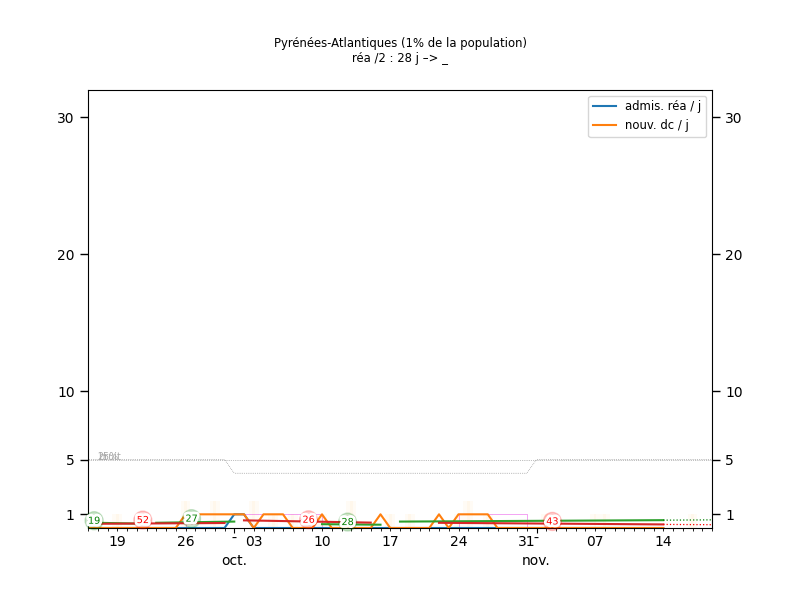 Pyrénées-Atlantiques (1% de la population)
réa /2 : 28 j –> _
admis. réa / j
nouv. dc / j
30 30
20 20
10 10
5 5
1 1
19 52 27 26 28 43
19 26 - 03 10 17 24 31- 07 14
oct. nov.